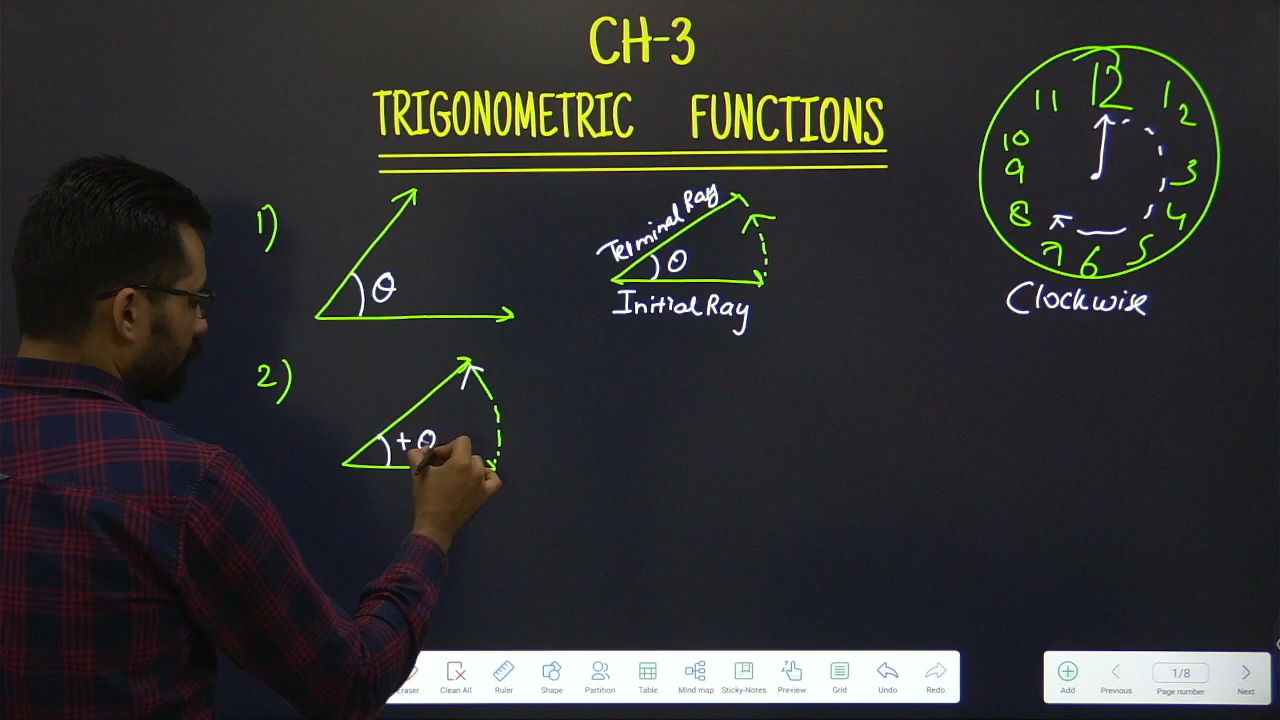 CH-3
TRIGONOMETRIC FUNCTIONS
1)
θ
Terminal Ray
θ
Initial Ray
12
1
2
3
4
5
6
7
8
9
10
11
Clockwise
2)
+θ
Clean All
Ruler
Shape
Partition
Table
Mind map
Sticky-Notes
Preview
Grid
Undo
Redo
Add
Previous
1/8
Page number
Next